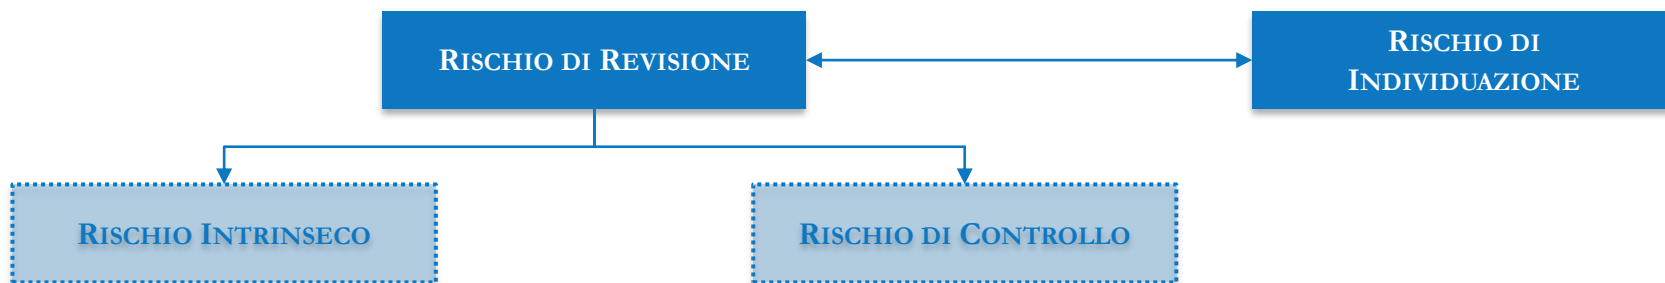 Rischio di Revisione
Rischio di
Individuazione
Rischio Intrinseco
Rischio di Controllo